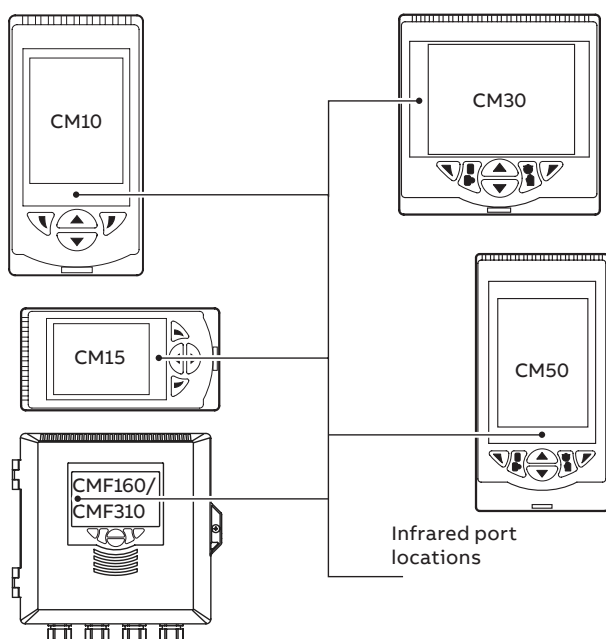 CM10
CM30
CM15
CM50
CMF160/
CMF310
Infrared port
locations